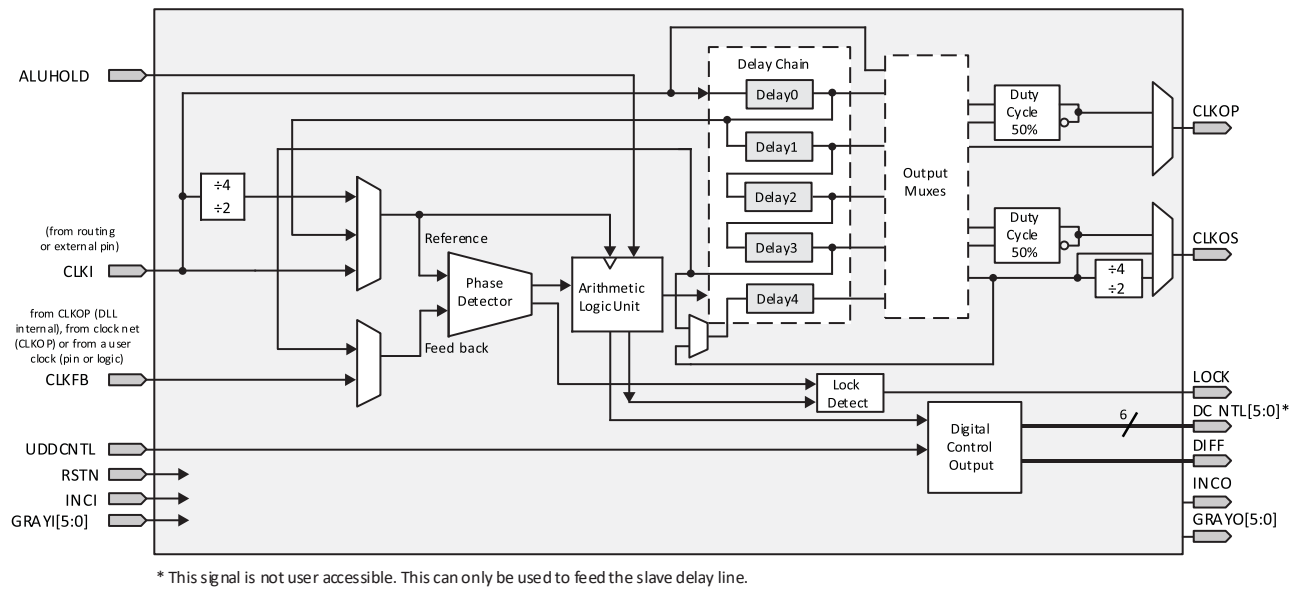 ALUHOLD
Delay Chain
Delay0
Delay1
Delay2
Delay3
Delay4
Output
Muxes
Duty
Cycle
50%
CLKOP
Duty
Cycle
50%
CLKOS
÷4
÷2
÷4
÷2
(from routing
or external pin)
CLKI
Reference
Phase
Detector
Feed back
Arithmetic
Logic Unit
from CLKOP (DLL
internal), from clock net
(CLKOP) or from a user
clock (pin or logic)
CLKFB
Lock
Detect
LOCK
DC NTL[5:0]*
6
Digital
Control
Output
DIFF
UDDCNTL
RSTN
INCI
GRAYI[5:0]
INCO
GRAYO[5:0]
* This signal is not user accessible. This can only be used to feed the slave delay line.